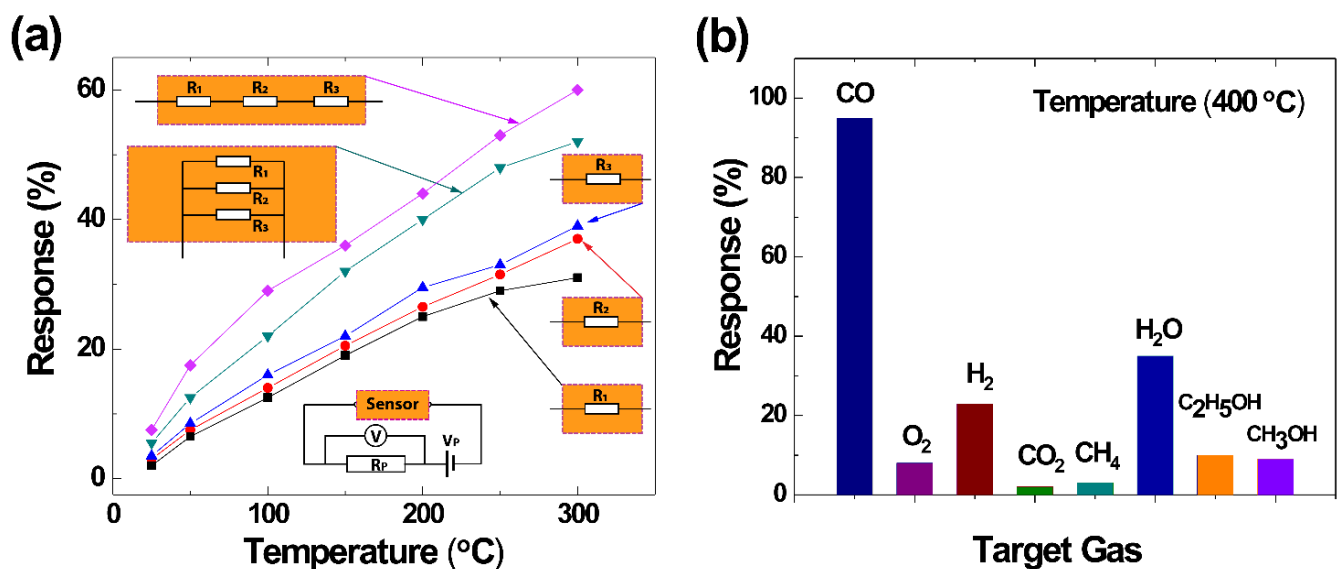 (a)
Response (%)
60
40
20
0
R₁ R₂ R₃
R₁
R₂
R₃
R₃
R₂
R₁
Sensor
V
Rₚ
Vₚ
0 100 200 300
Temperature (°C)
(b)
Response (%)
100
80
60
40
20
0
Temperature (400 °C)
CO
O₂
H₂
CO₂
CH₄
H₂O
C₂H₅OH
CH₃OH
Target Gas